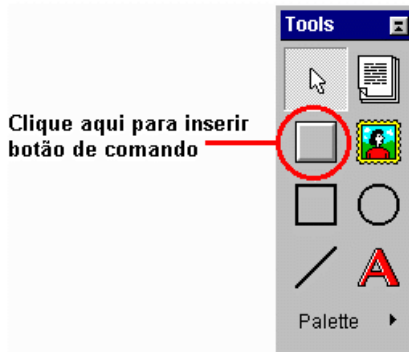 Tools
Clique aqui para inserir
botão de comando
A
Palette